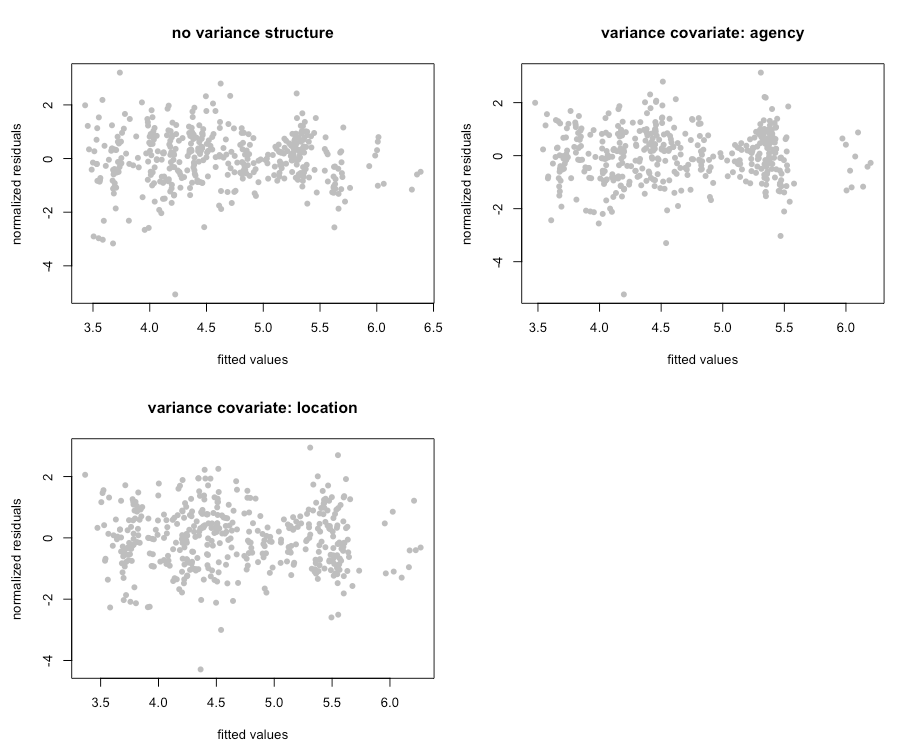 no variance structure
normalized residuals
2
0
-2
-4
3.5 4.0 4.5 5.0 5.5 6.0 6.5
fitted values
variance covariate: agency
normalized residuals
2
0
-2
-4
3.5 4.0 4.5 5.0 5.5 6.0
fitted values
variance covariate: location
normalized residuals
2
0
-2
-4
3.5 4.0 4.5 5.0 5.5 6.0
fitted values